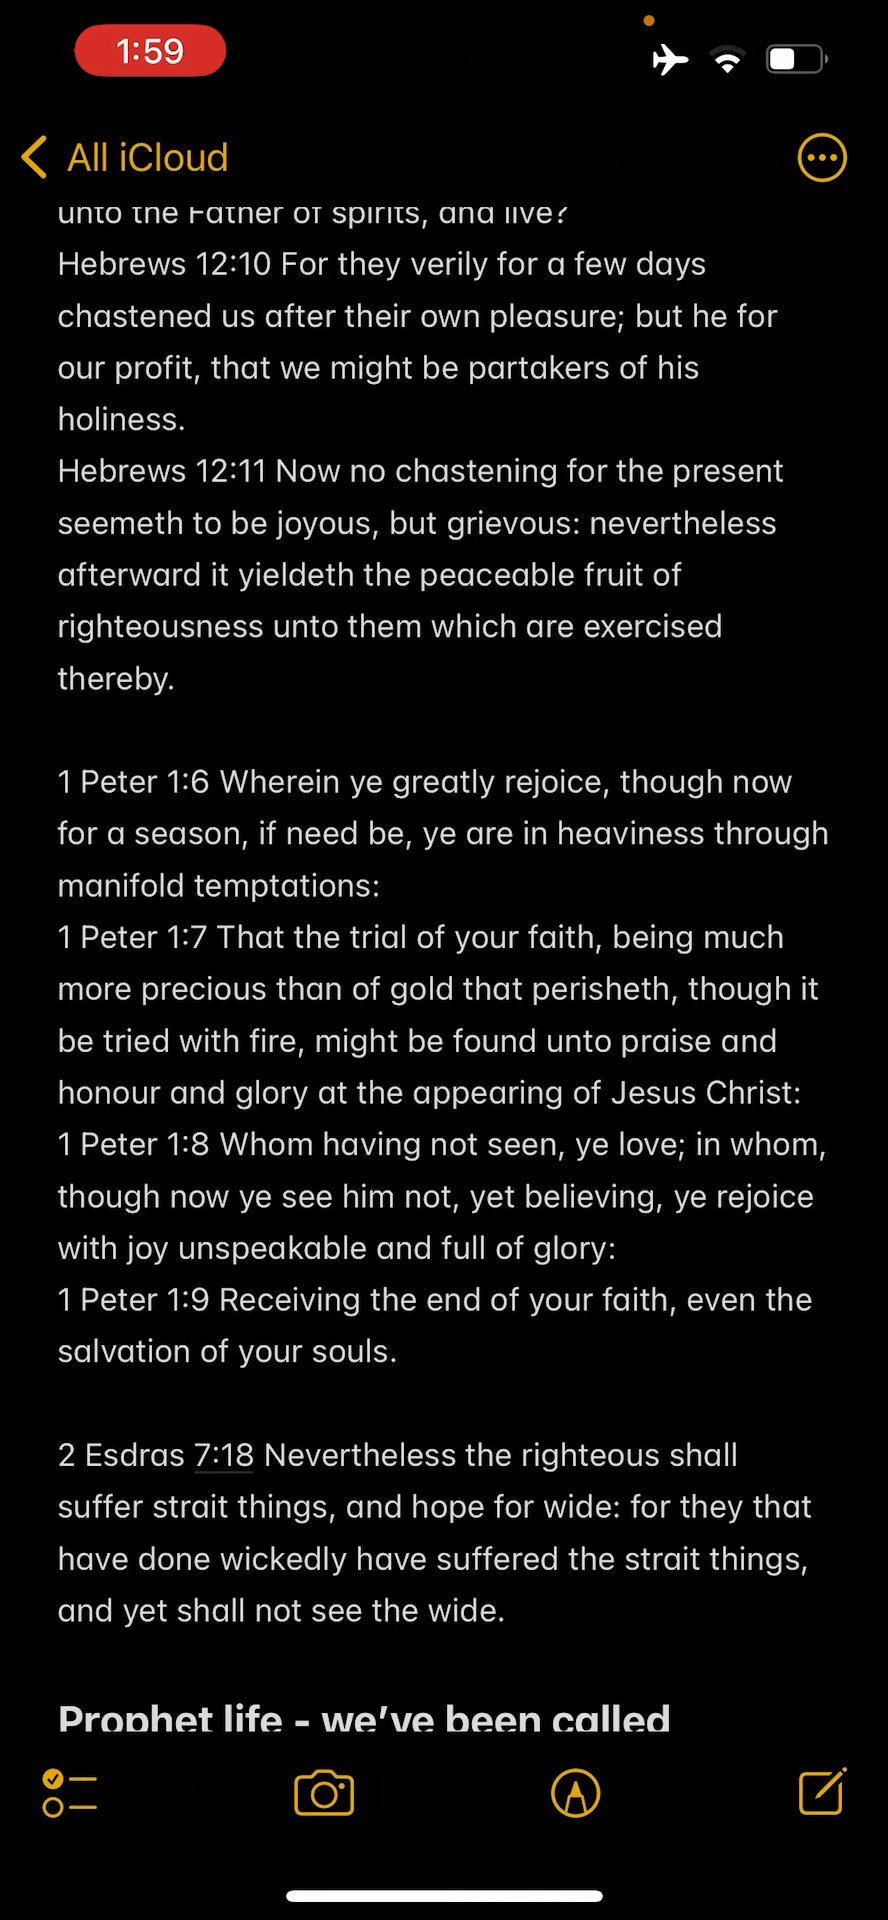 1:59
All iCloud
unto the Father of spirits, and live?
Hebrews 12:10 For they verily for a few days
chastened us after their own pleasure; but he for
our profit, that we might be partakers of his
holiness.
Hebrews 12:11 Now no chastening for the present
seemeth to be joyous, but grievous: nevertheless
afterward it yieldeth the peaceable fruit of
righteousness unto them which are exercised
thereby.
1 Peter 1:6 Wherein ye greatly rejoice, though now
for a season, if need be, ye are in heaviness through
manifold temptations:
1 Peter 1:7 That the trial of your faith, being much
more precious than of gold that perisheth, though it
be tried with fire, might be found unto praise and
honour and glory at the appearing of Jesus Christ:
1 Peter 1:8 Whom having not seen, ye love; in whom,
though now ye see him not, yet believing, ye rejoice
with joy unspeakable and full of glory:
1 Peter 1:9 Receiving the end of your faith, even the
salvation of your souls.
2 Esdras 7:18 Nevertheless the righteous shall
suffer strait things, and hope for wide: for they that
have done wickedly have suffered the strait things,
and yet shall not see the wide.
Prophet life - we've been called